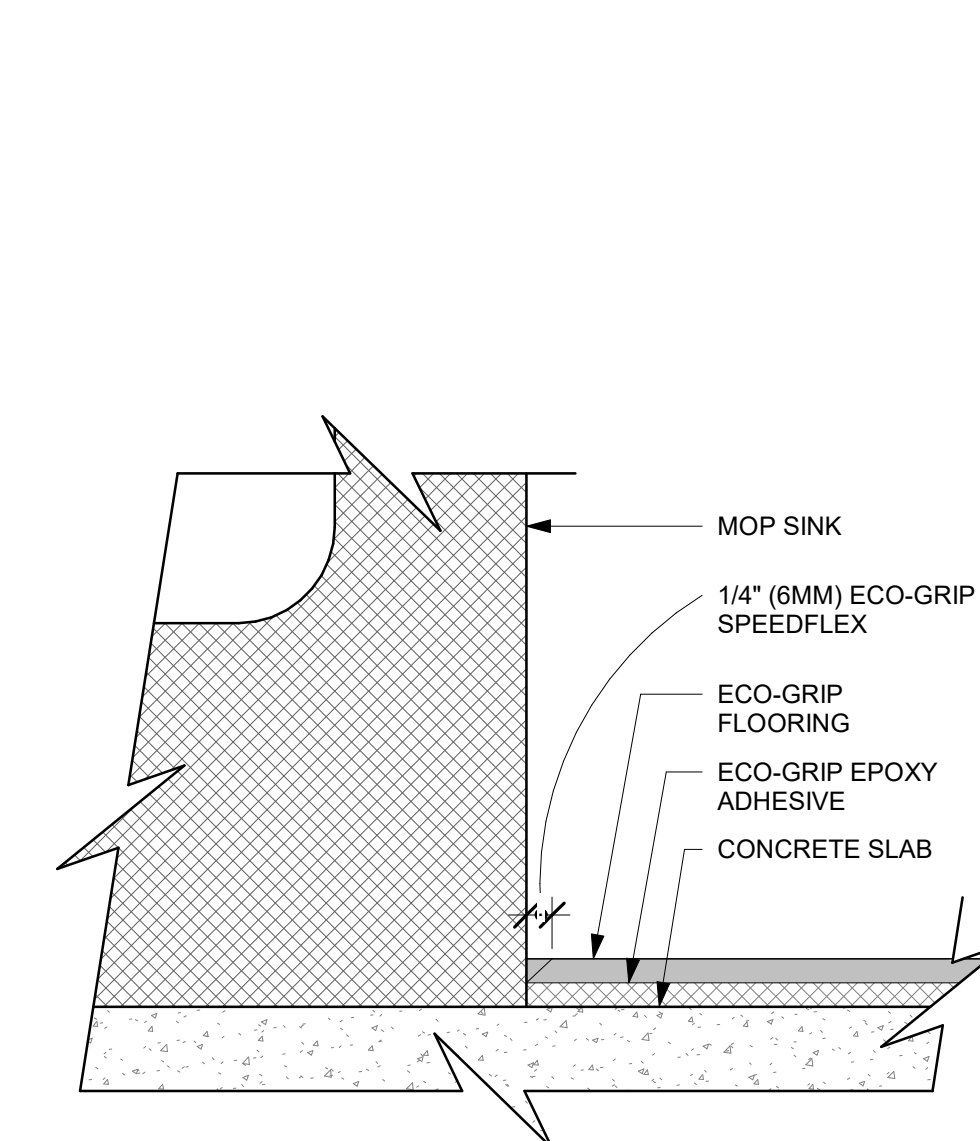 MOP SINK
1/4" (6MM) ECO-GRIP
SPEEDFLEX
ECO-GRIP
FLOORING
ECO-GRIP EPOXY
ADHESIVE
CONCRETE SLAB